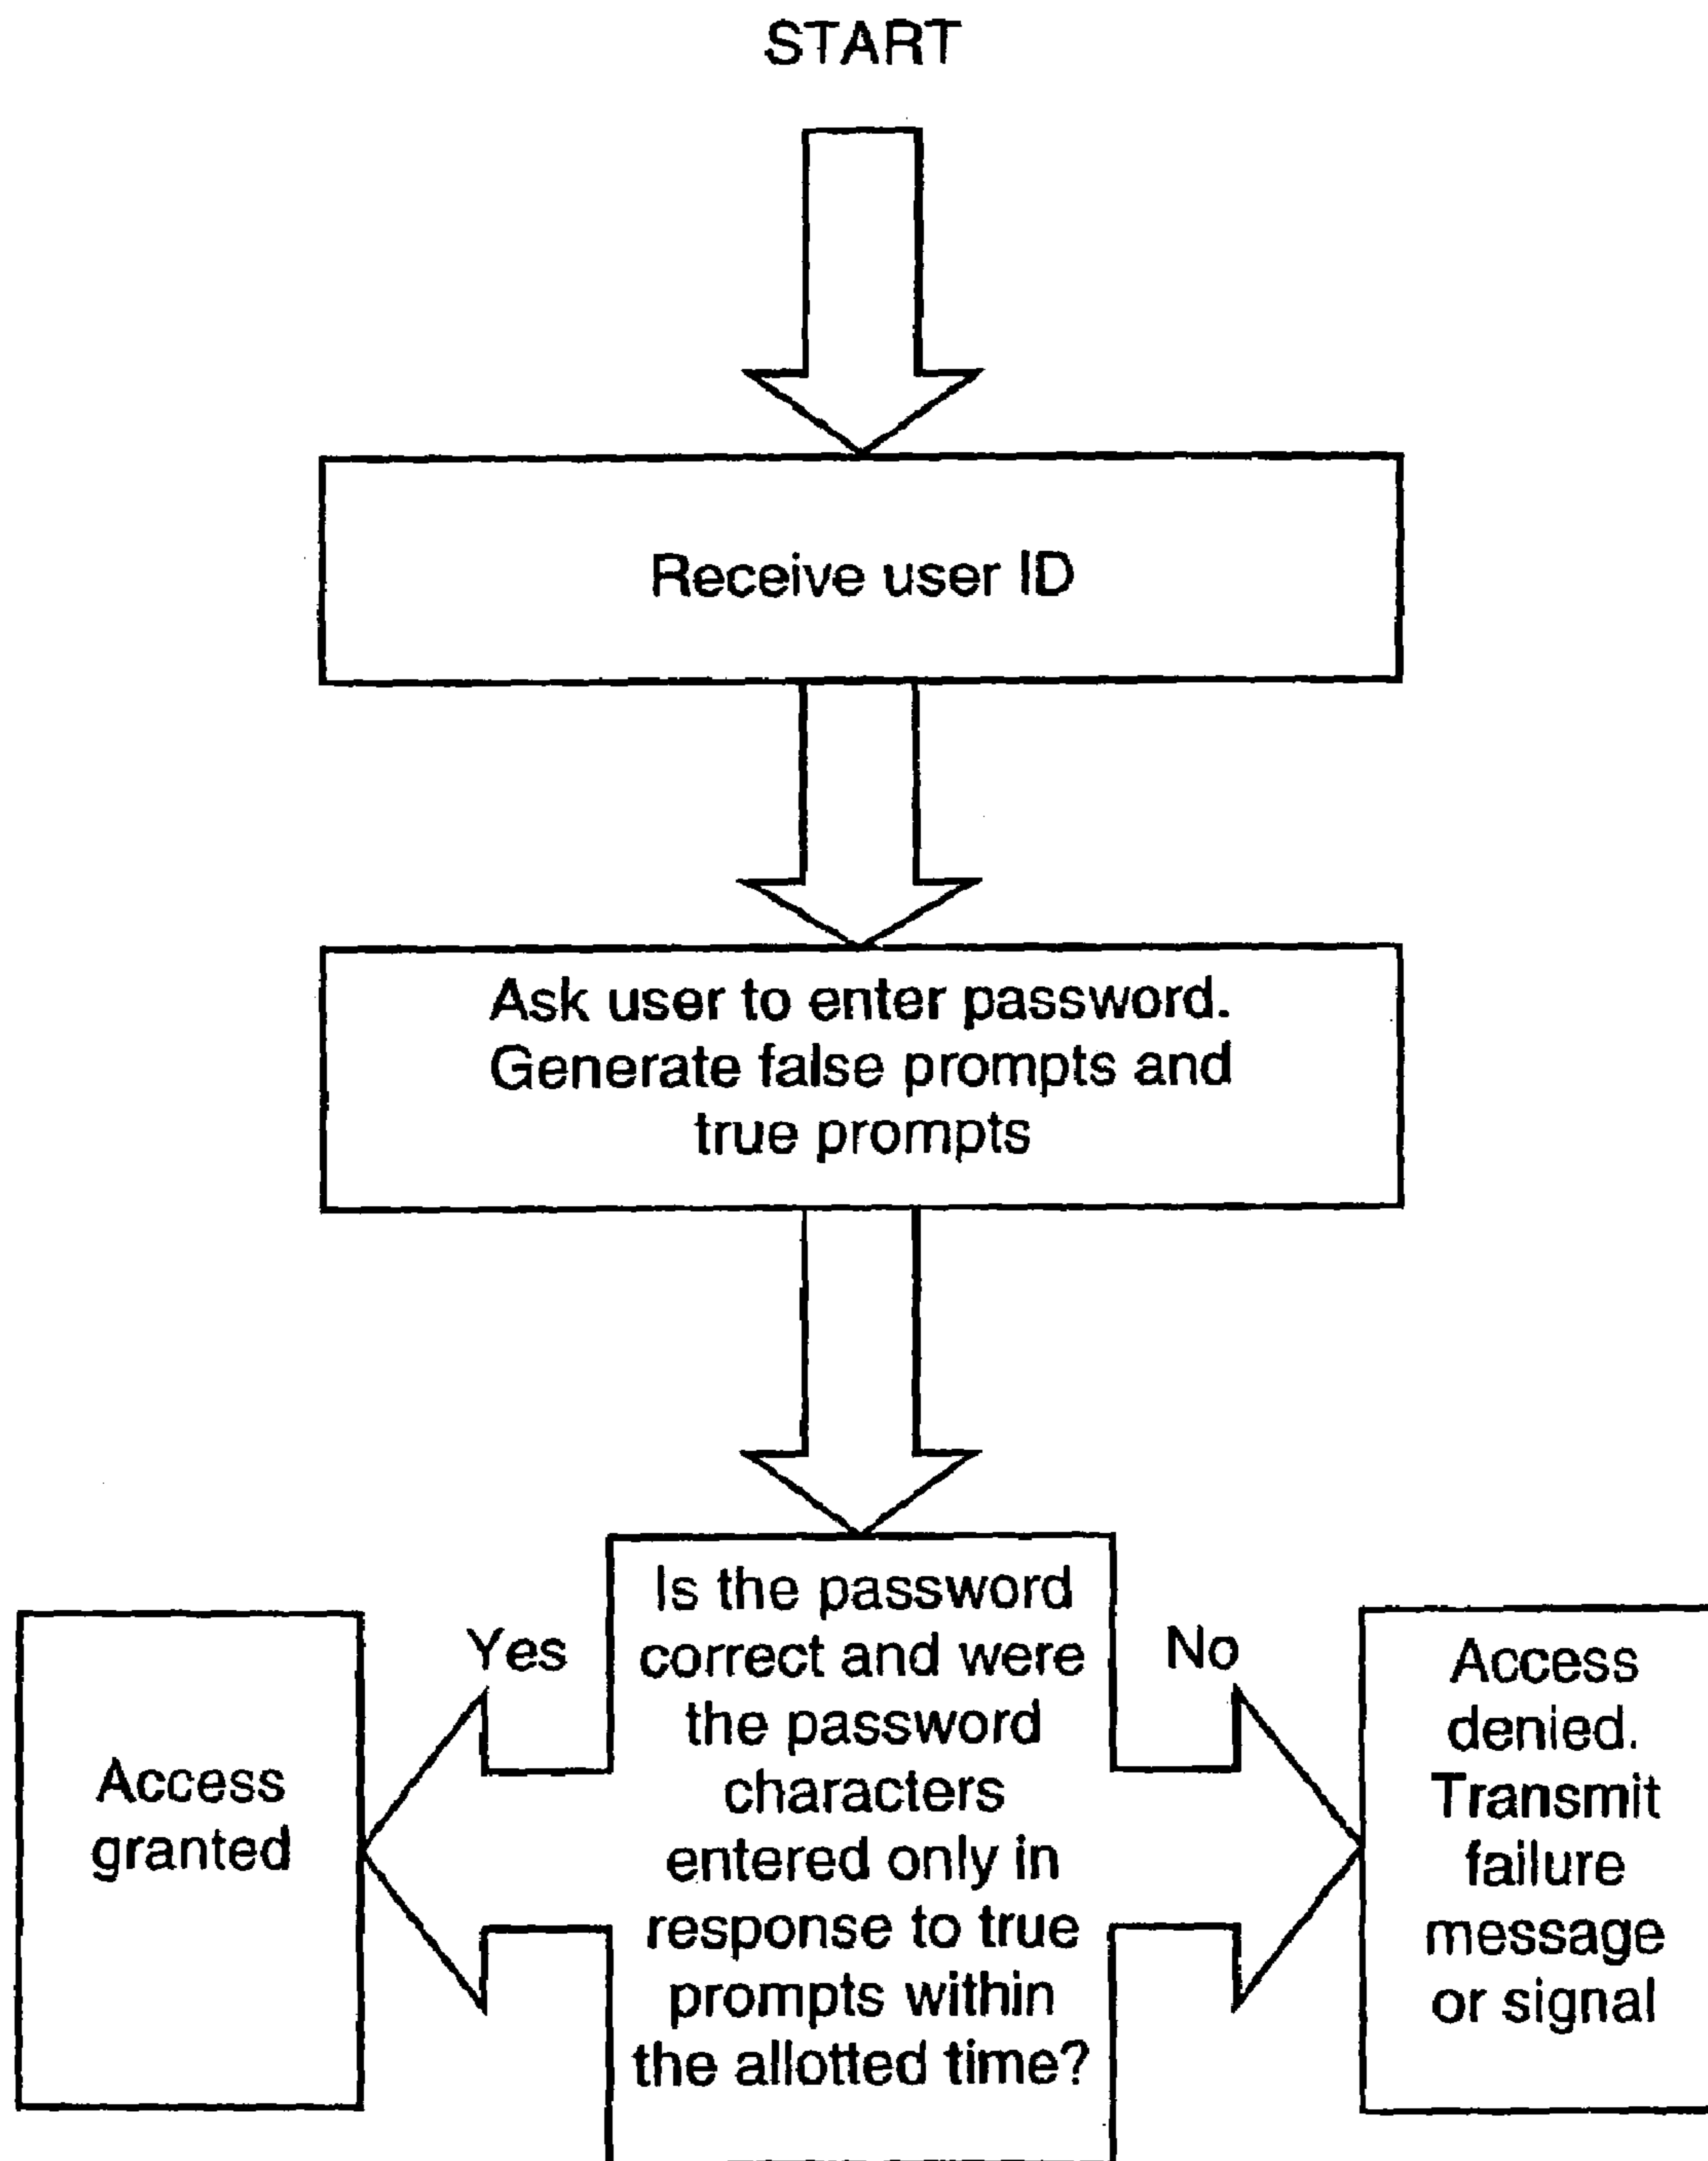 START
Receive user ID
Ask user to enter password.
Generate false prompts and
true prompts
Is the password
correct and were
the password
characters
entered only in
response to true
prompts within
the allotted time?
Yes
No
Access
granted
Access
denied.
Transmit
failure
message
or signal